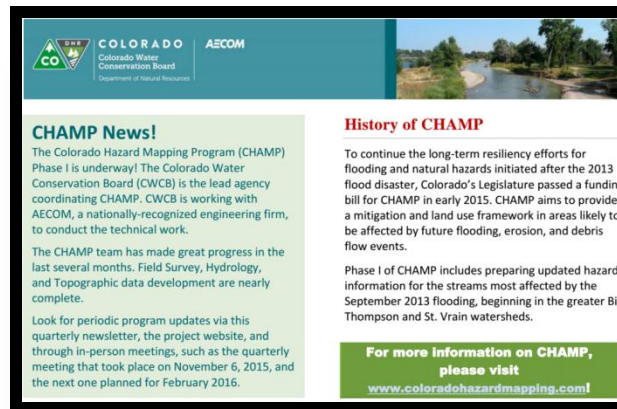 DNR
CO
COLORADO
Colorado Water
Conservation Board
Department of Natural Resources
AECOM
CHAMP News!
The Colorado Hazard Mapping Program (CHAMP)
Phase I is underway! The Colorado Water
Conservation Board (CWCB) is the lead agency
coordinating CHAMP. CWCB is working with
AECOM, a nationally-recognized engineering firm,
to conduct the technical work.
The CHAMP team has made great progress in the
last several months. Field Survey, Hydrology,
and Topographic data development are nearly
complete.
Look for periodic program updates via this
quarterly newsletter, the project website, and
through in-person meetings, such as the quarterly
meeting that took place on November 6, 2015, and
the next one planned for February 2016.
History of CHAMP
To continue the long-term resiliency efforts for
flooding and natural hazards initiated after the 2013
flood disaster, Colorado's Legislature passed a fundin
bill for CHAMP in early 2015. CHAMP aims to provide
a mitigation and land use framework in areas likely to
be affected by future flooding, erosion, and debris
flow events.
Phase I of CHAMP includes preparing updated hazard
information for the streams most affected by the
September 2013 flooding, beginning in the greater Bi
Thompson and St. Vrain watersheds.
For more information on CHAMP,
please visit
www.coloradohazardmapping.com!